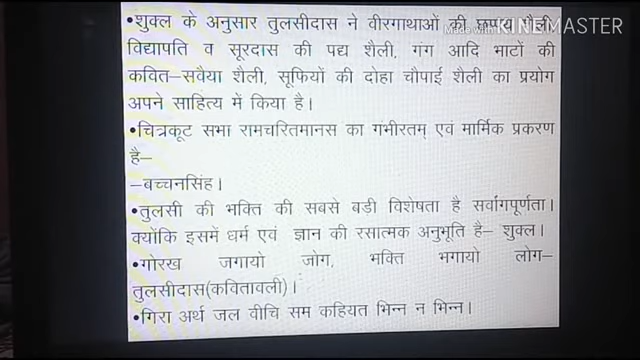 •शुक्ल के अनुसार तुलसीदास ने वीरगाथाओं की छप्पय शैली
Made with KINEMASTER
विद्यापति व सूरदास की पद्य शैली, गंग आदि भाटों की
कवित–सवैया शैली, सूफियों की दोहा चौपाई शैली का प्रयोग
अपने साहित्य में किया है।
•चित्रकूट सभा रामचरितमानस का गंभीरतम् एवं मार्मिक प्रकरण
है–
–बच्चनसिंह।
•तुलसी की भक्ति की सबसे बडी विशेषता है सर्वांगपूर्णता।
क्योंकि इसमें धर्म एवं ज्ञान की रसात्मक अनुभूति है– शुक्ल।
•गोरख जगायो जोग, भक्ति भगायो लोग–
तुलसीदास(कवितावली)।
•गिरा अर्थ जल वीचि सम कहियत भिन्न न भिन्न।